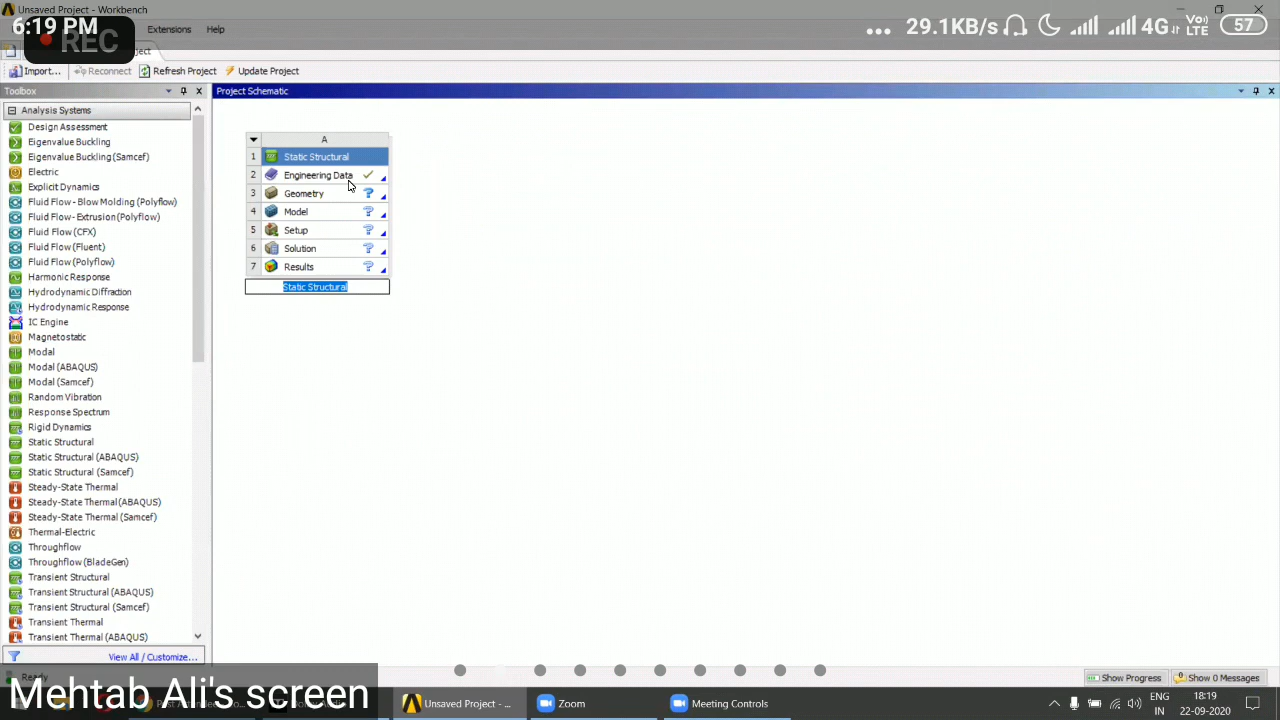 Unsaved Project - Workbench
6:19 PM
29.1KB/s
4G
Vo) LTE
57
REC
Extensions
Help
Import...
Reconnect
Refresh Project
Update Project
Toolbox
Analysis Systems
Design Assessment
Eigenvalue Buckling
Eigenvalue Buckling (Samcef)
Electric
Explicit Dynamics
Fluid Flow - Blow Molding (Polyflow)
Fluid Flow - Extrusion (Polyflow)
Fluid Flow (CFX)
Fluid Flow (Fluent)
Fluid Flow (Polyflow)
Harmonic Response
Hydrodynamic Diffraction
Hydrodynamic Response
IC Engine
Magnetostatic
Modal
Modal (ABAQUS)
Modal (Samcef)
Random Vibration
Response Spectrum
Rigid Dynamics
Static Structural
Static Structural (ABAQUS)
Static Structural (Samcef)
Steady-State Thermal
Steady-State Thermal (ABAQUS)
Steady-State Thermal (Samcef)
Thermal-Electric
Throughflow
Throughflow (BladeGen)
Transient Structural
Transient Structural (ABAQUS)
Transient Structural (Samcef)
Transient Thermal
Transient Thermal (ABAQUS)
View All / Customize...
Project Schematic
A
1 Static Structural
2 Engineering Data
3 Geometry ?
4 Model ?
5 Setup ?
6 Solution ?
7 Results ?
Static Structural
Ready
Show Progress
Show 0 Messages
Mehtab Ali's screen
Unsaved Project - ...
Zoom
Meeting Controls
ENG
IN
18:19
22-09-2020